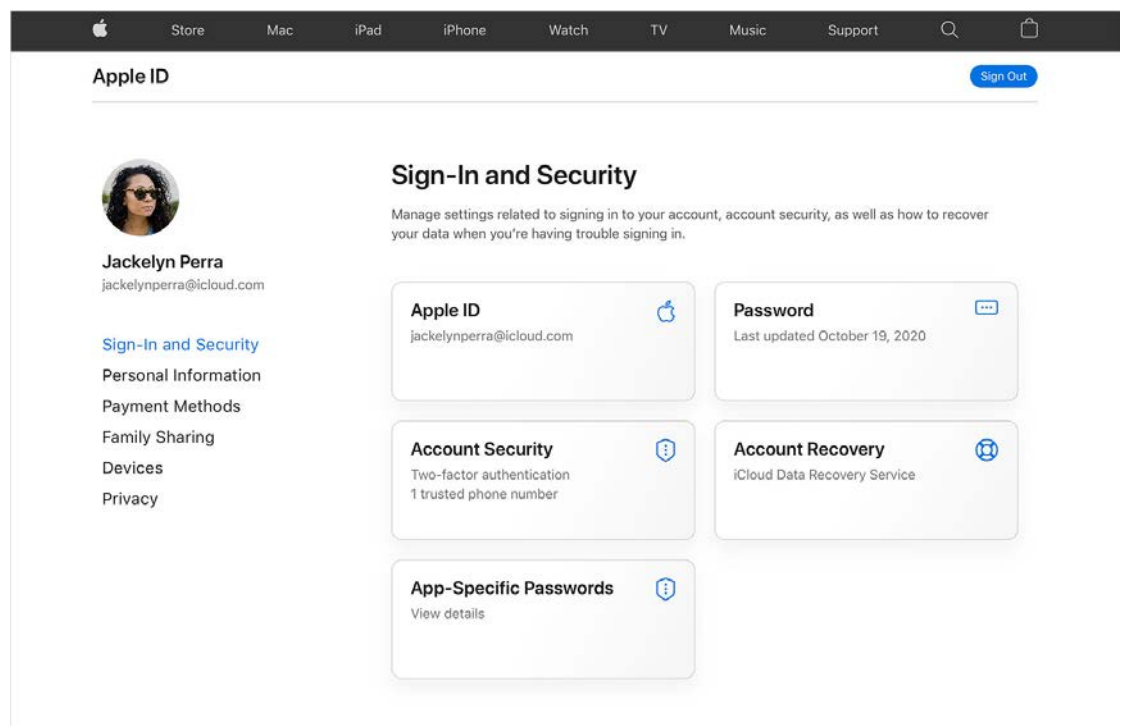 Store Mac iPad iPhone Watch TV Music Support
Apple ID
Sign Out
Jackelyn Perra
jackelynperra@icloud.com
Sign-In and Security
Personal Information
Payment Methods
Family Sharing
Devices
Privacy
Sign-In and Security
Manage settings related to signing in to your account, account security, as well as how to recover
your data when you're having trouble signing in.
Apple ID
jackelynperra@icloud.com
Password
Last updated October 19, 2020
Account Security
Two-factor authentication
1 trusted phone number
Account Recovery
iCloud Data Recovery Service
App-Specific Passwords
View details